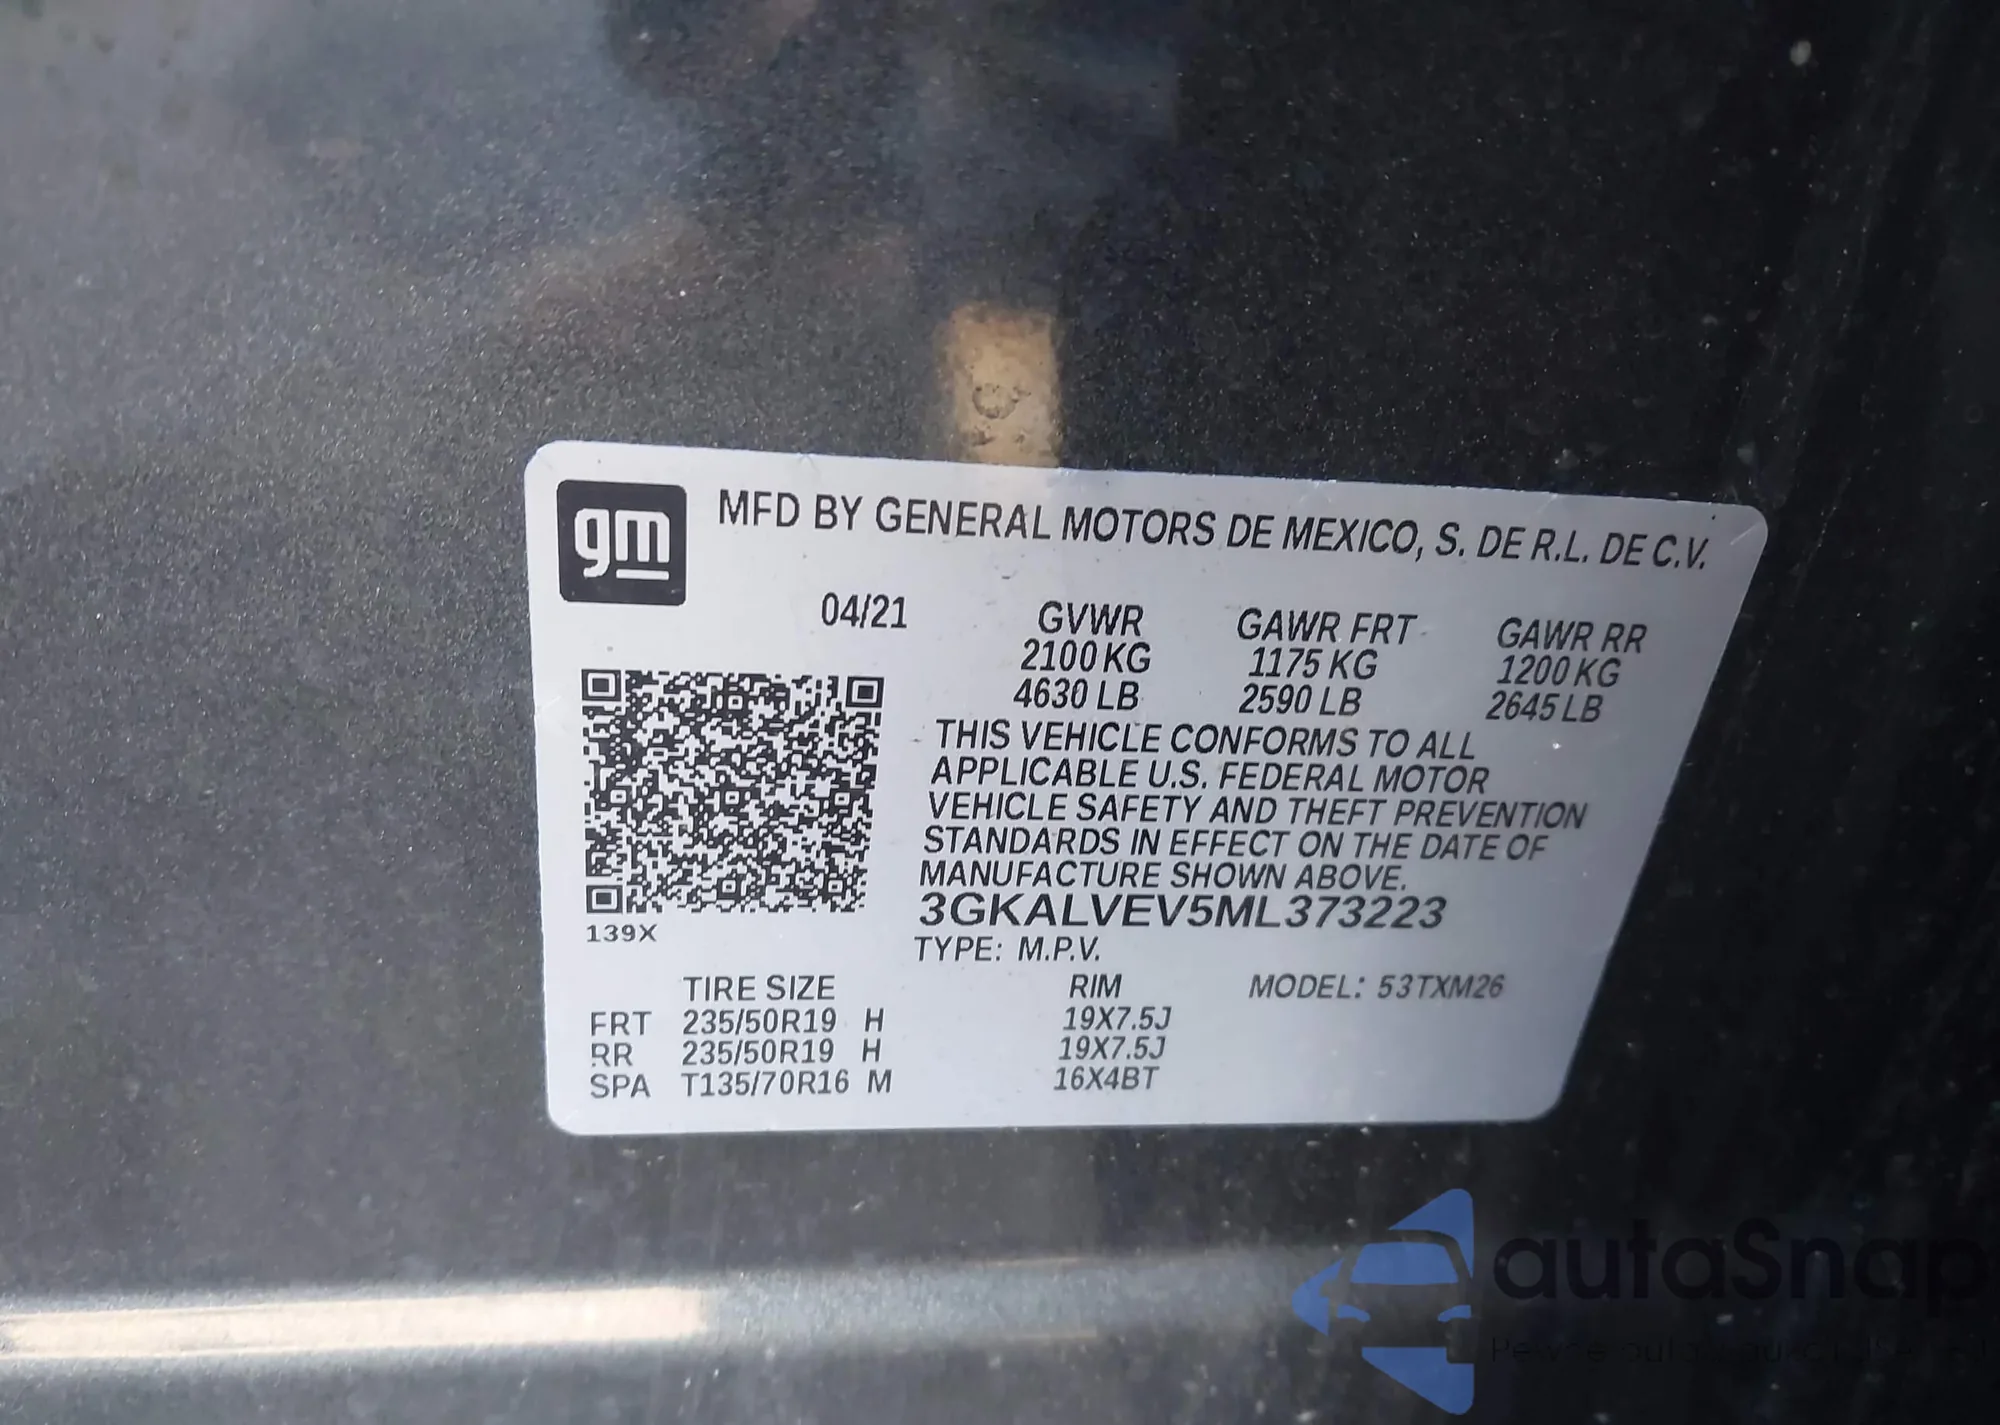 gm
MFD BY GENERAL MOTORS DE MEXICO, S. DE R.L. DE C.V.
04/21 GVWR GAWR FRT GAWR RR
2100 KG 1175 KG 1200 KG
4630 LB 2590 LB 2645 LB
THIS VEHICLE CONFORMS TO ALL
APPLICABLE U.S. FEDERAL MOTOR
VEHICLE SAFETY AND THEFT PREVENTION
STANDARDS IN EFFECT ON THE DATE OF
MANUFACTURE SHOWN ABOVE.
3GKALVEV5ML373223
139X
TYPE: M.P.V.
TIRE SIZE RIM MODEL: 53TXM26
FRT 235/50R19 H 19X7.5J
RR 235/50R19 H 19X7.5J
SPA T135/70R16 M 16X4BT
autaSnap